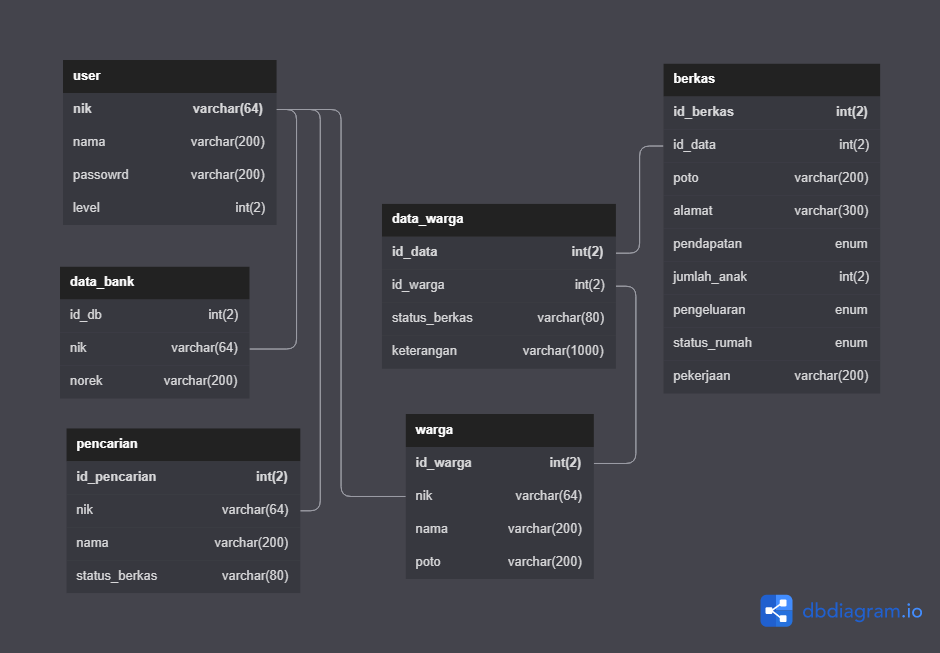 user
nik varchar(64)
nama varchar(200)
passowrd varchar(200)
level int(2)
data_bank
id_db int(2)
nik varchar(64)
norek varchar(200)
pencarian
id_pencarian int(2)
nik varchar(64)
nama varchar(200)
status_berkas varchar(80)
data_warga
id_data int(2)
id_warga int(2)
status_berkas varchar(80)
keterangan varchar(1000)
warga
id_warga int(2)
nik varchar(64)
nama varchar(200)
poto varchar(200)
berkas
id_berkas int(2)
id_data int(2)
poto varchar(200)
alamat varchar(300)
pendapatan enum
jumlah_anak int(2)
pengeluaran enum
status_rumah enum
pekerjaan varchar(200)
dbdiagram.io